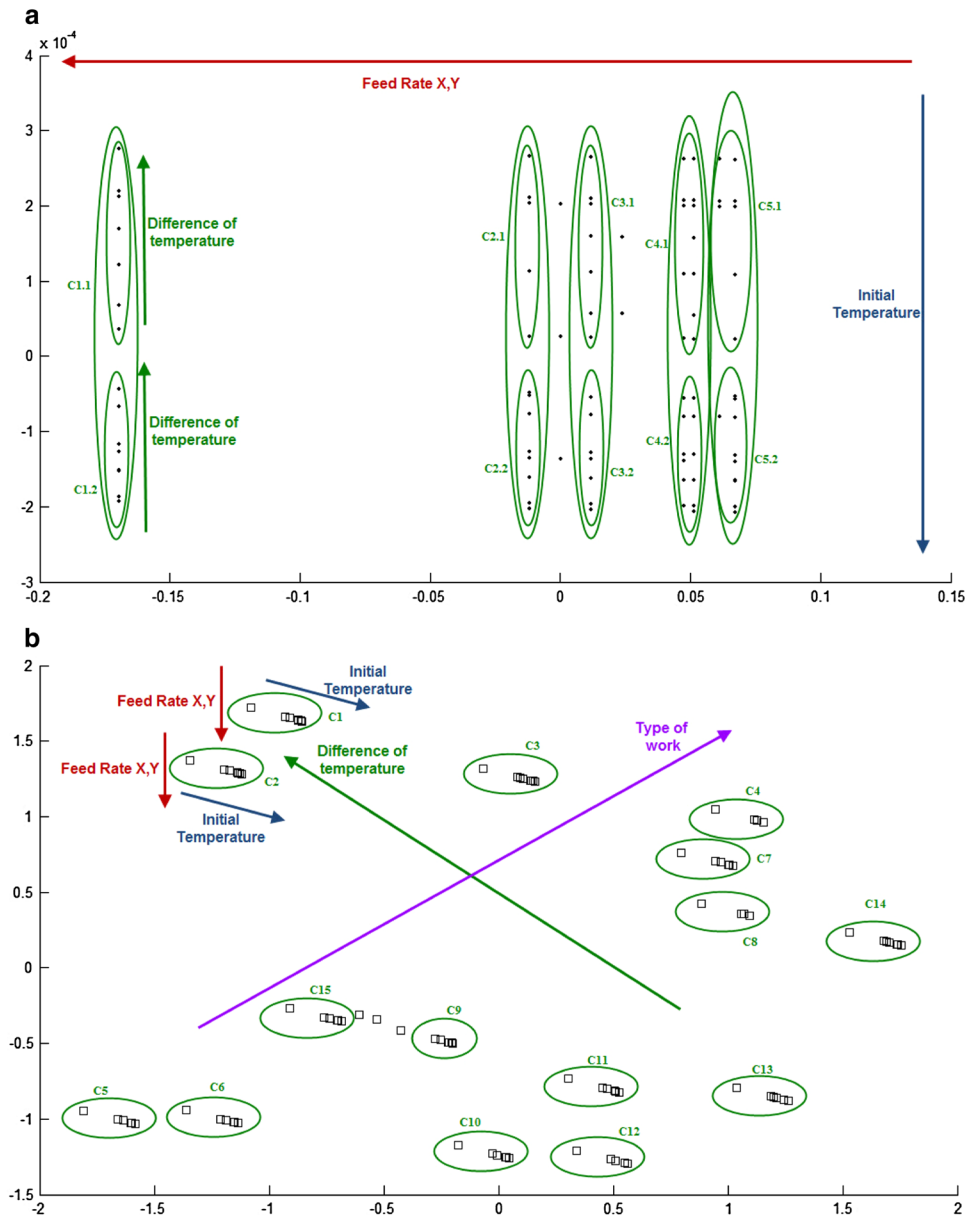 a
x 10⁻⁴
4
3
2
1
0
-1
-2
-3
-0.2
-0.15
-0.1
-0.05
0
0.05
0.1
0.15
Feed Rate X,Y
Initial
Temperature
Difference of
temperature
Difference of
temperature
C1.1
C1.2
C2.1
C2.2
C3.1
C3.2
C4.1
C4.2
C5.1
C5.2
b
2
1.5
1
0.5
0
-0.5
-1
-1.5
-2
-1.5
-1
-0.5
0
0.5
1
1.5
2
Feed Rate X,Y
Initial
Temperature
C1
Feed Rate X,Y
C2
Initial
Temperature
Difference of
temperature
C3
Type of
work
C4
C7
C8
C14
C15
C9
C5
C6
C11
C13
C10
C12